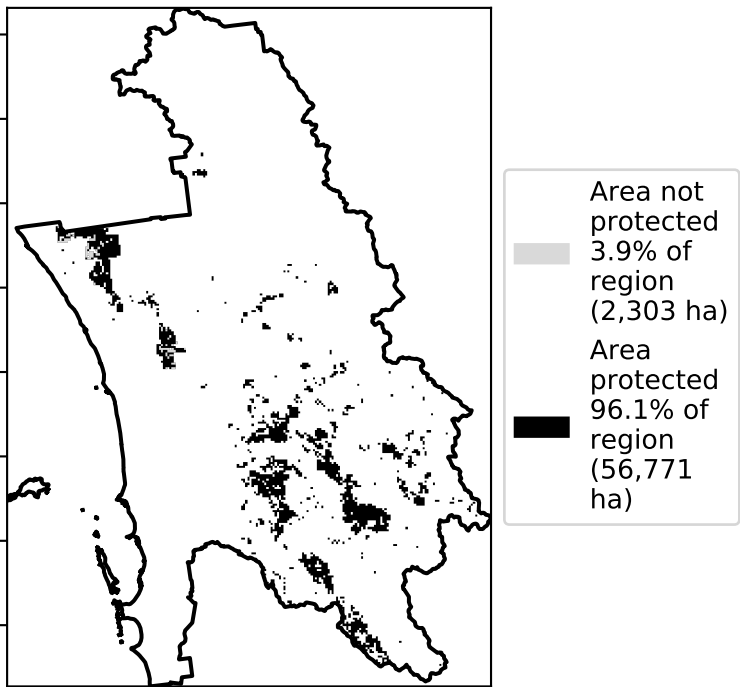 Area not
protected
3.9% of
region
(2,303 ha)
Area
protected
96.1% of
region
(56,771
ha)